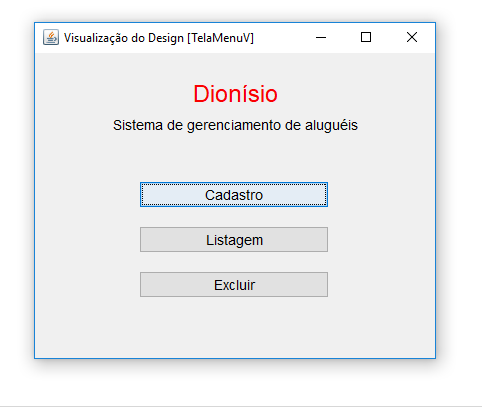 Visualização do Design [TelaMenuV]
Dionísio
Sistema de gerenciamento de aluguéis
Cadastro
Listagem
Excluir